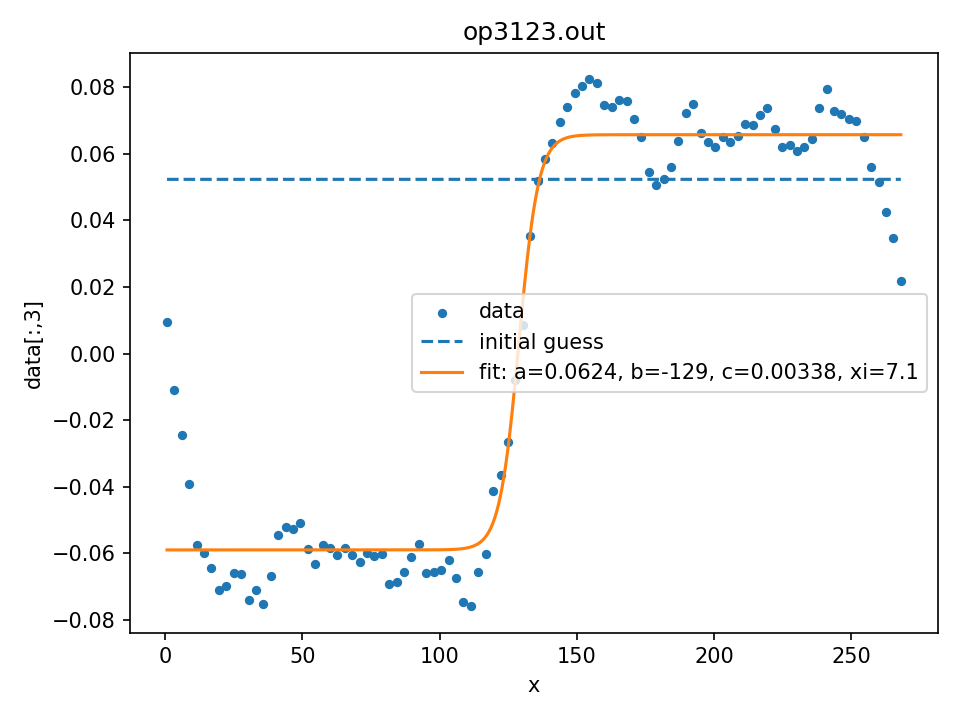 op3123.out
0.08
0.06
0.04
0.02
0.00
−0.02
−0.04
−0.06
−0.08
data[:,3]
data
initial guess
fit: a=0.0624, b=-129, c=0.00338, xi=7.1
0 50 100 150 200 250
x